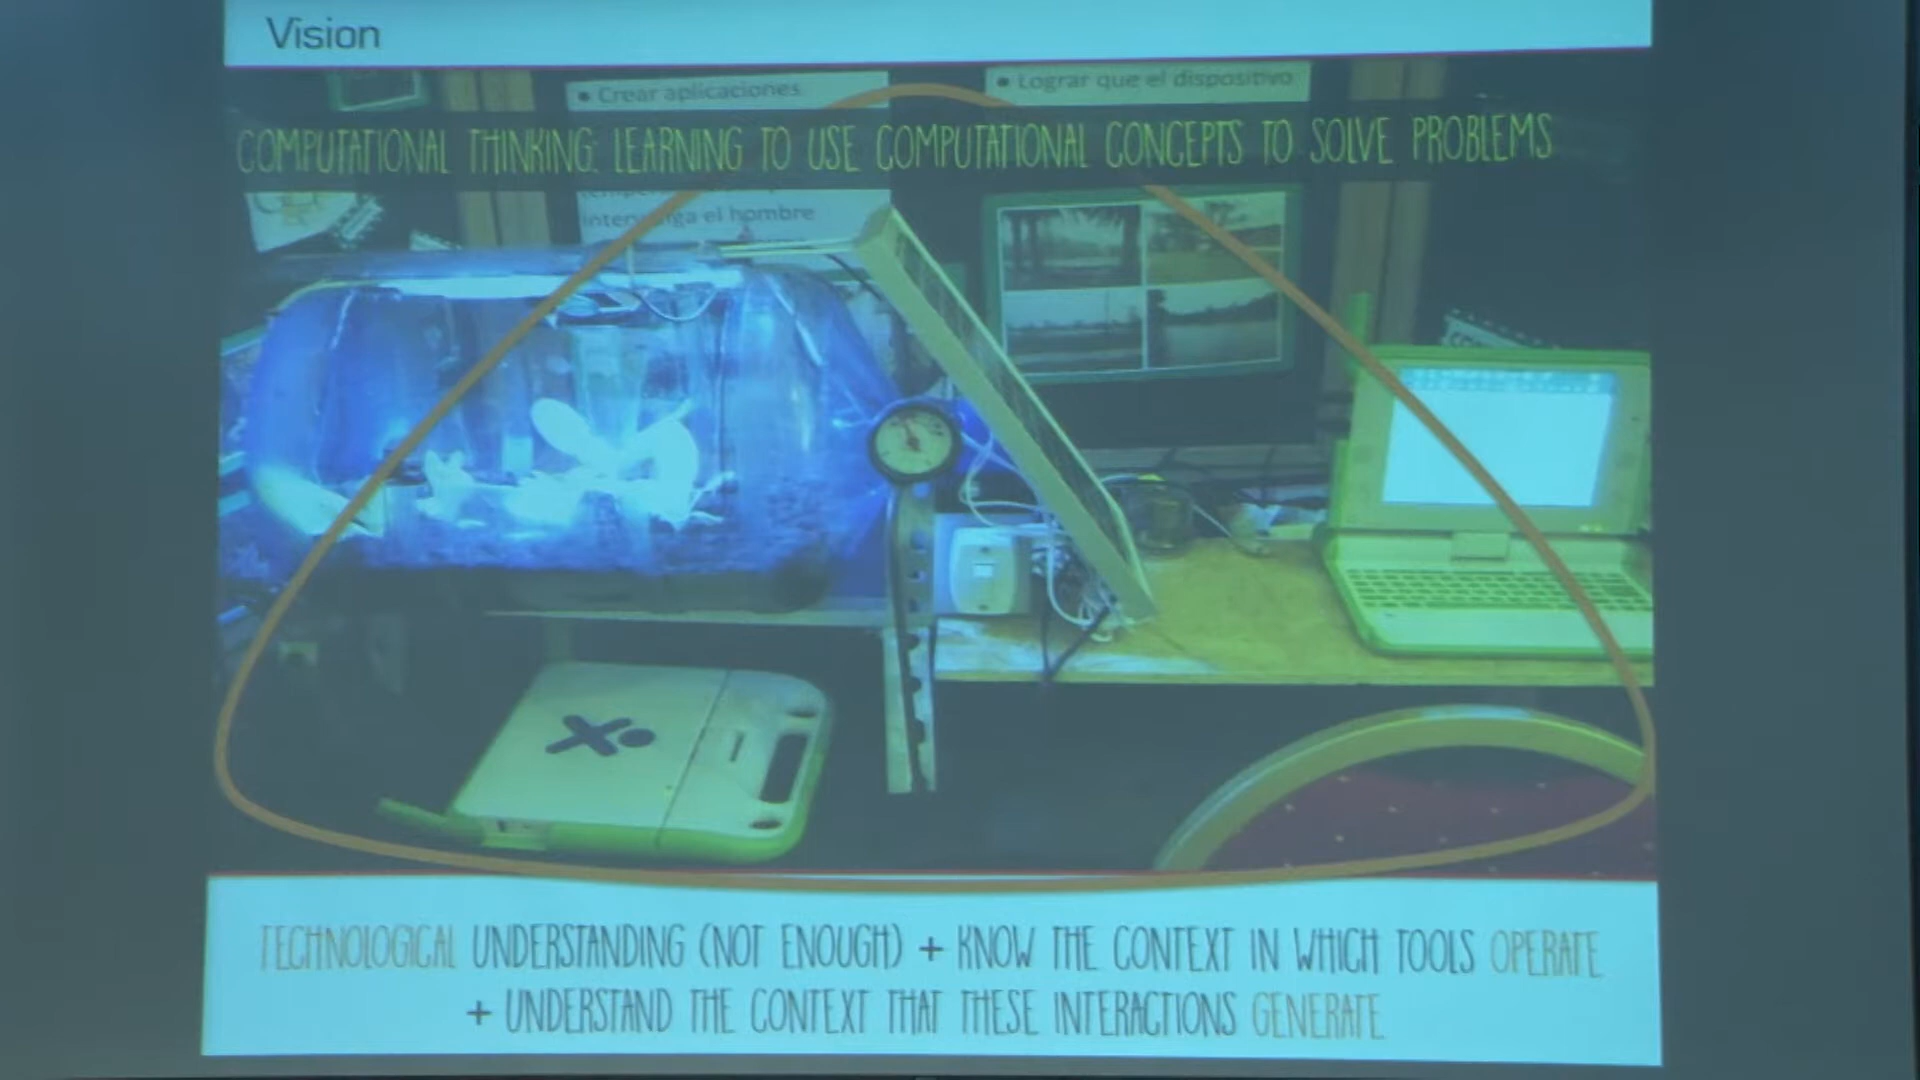 Vision
• Crear aplicaciones
• Lograr que el dispositivo
COMPUTATIONAL THINKING: LEARNING TO USE COMPUTATIONAL CONCEPTS TO SOLVE PROBLEMS
el hombre
TECHNOLOGICAL UNDERSTANDING (NOT ENOUGH) + KNOW THE CONTEXT IN WHICH TOOLS OPERATE
+ UNDERSTAND THE CONTEXT THAT THESE INTERACTIONS GENERATE